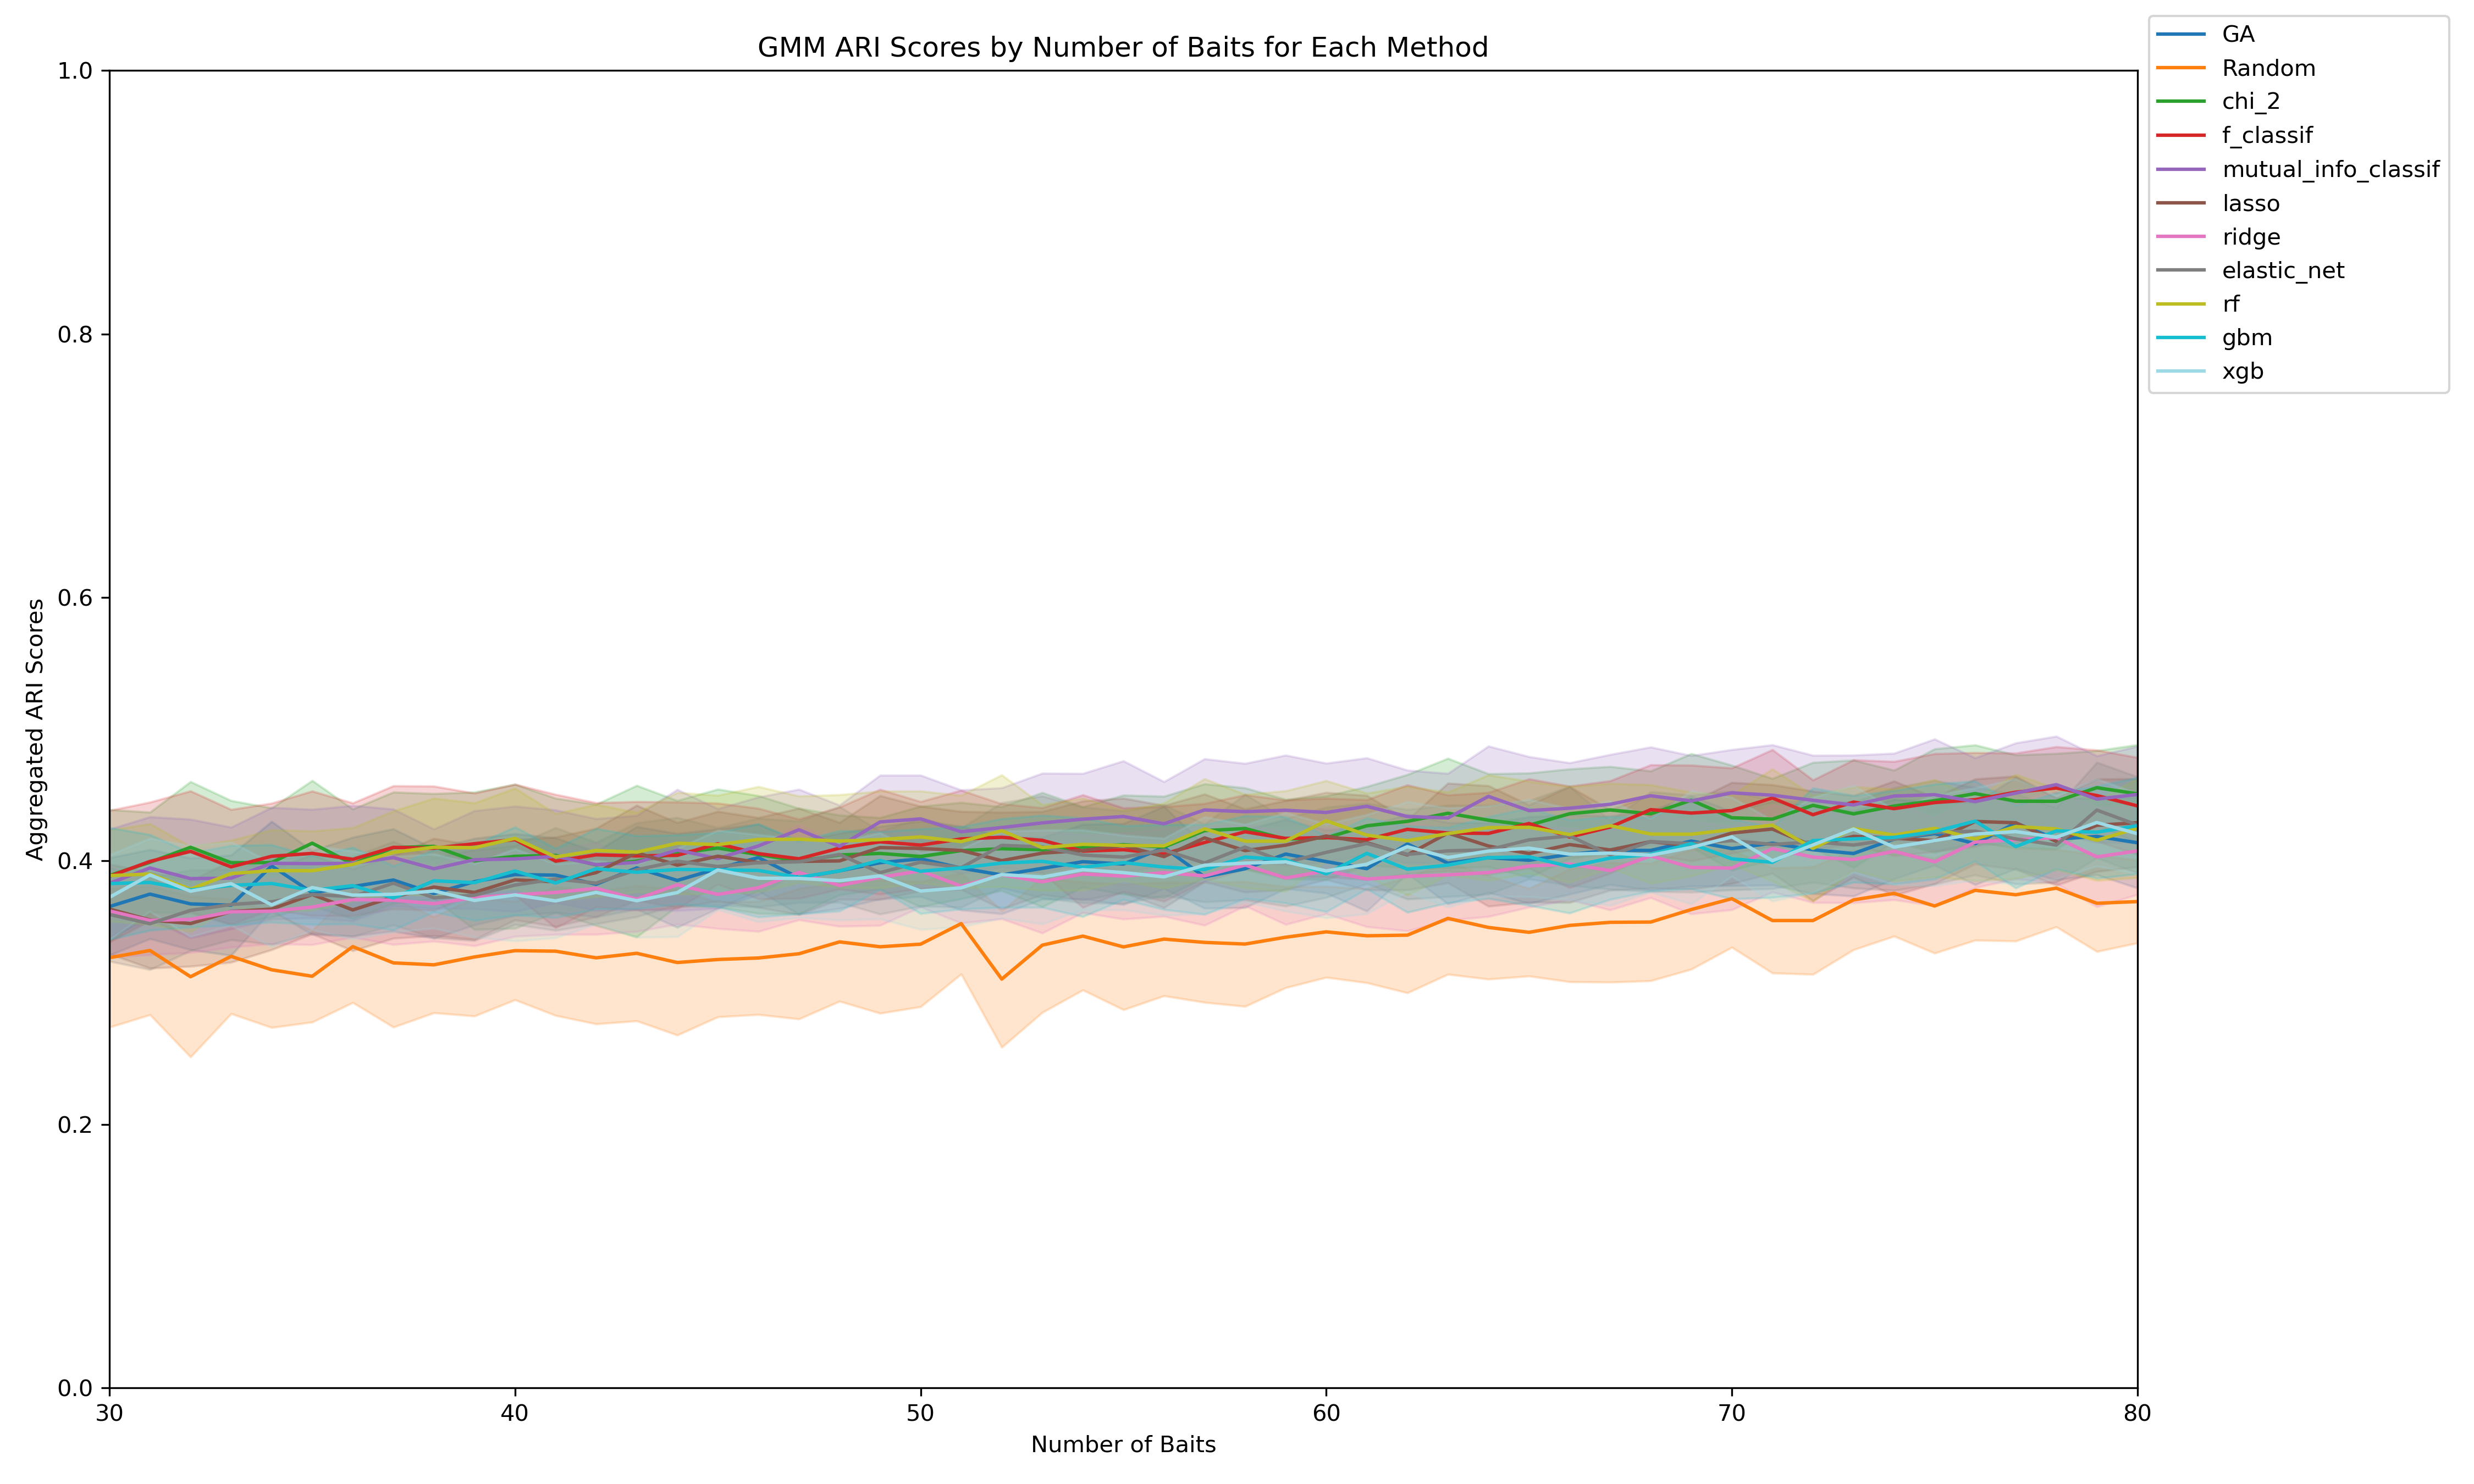 GMM ARI Scores by Number of Baits for Each Method
GA
Random
chi_2
f_classif
mutual_info_classif
lasso
ridge
elastic_net
rf
gbm
xgb
Aggregated ARI Scores
1.0
0.8
0.6
0.4
0.2
0.0
30 40 50 60 70 80
Number of Baits